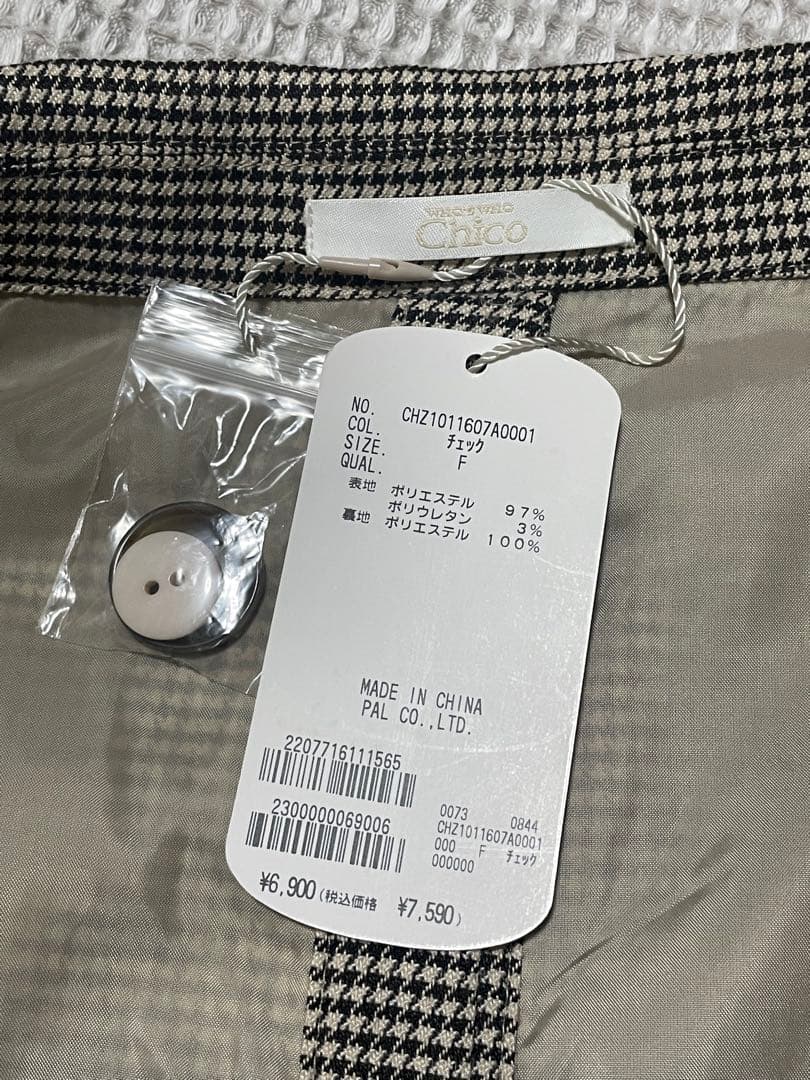 WHO'S WHO
Chico
NO. CHZ1011607A0001
COL. チェック
SIZE. F
QUAL.
表地 ポリエステル 97%
ポリウレタン 3%
裏地 ポリエステル 100%
MADE IN CHINA
PAL CO.,LTD.
2207716111565
2300000069006
0073 0844
CHZ1011607A0001
000 F チェック
000000
¥6,900(税込価格 ¥7,590)